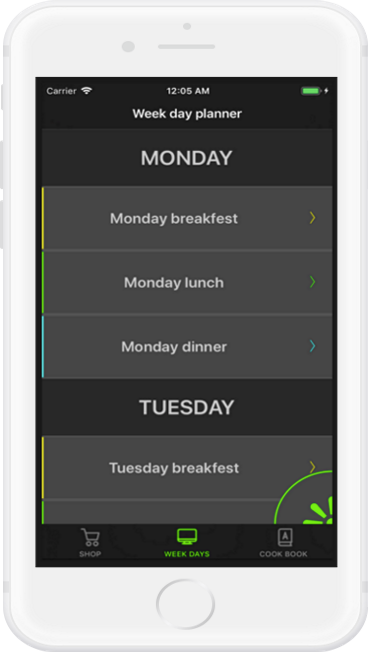 Carrier 12:05 AM
Week day planner
MONDAY
Monday breakfest
Monday lunch
Monday dinner
TUESDAY
Tuesday breakfest
SHOP WEEK DAYS COOK BOOK